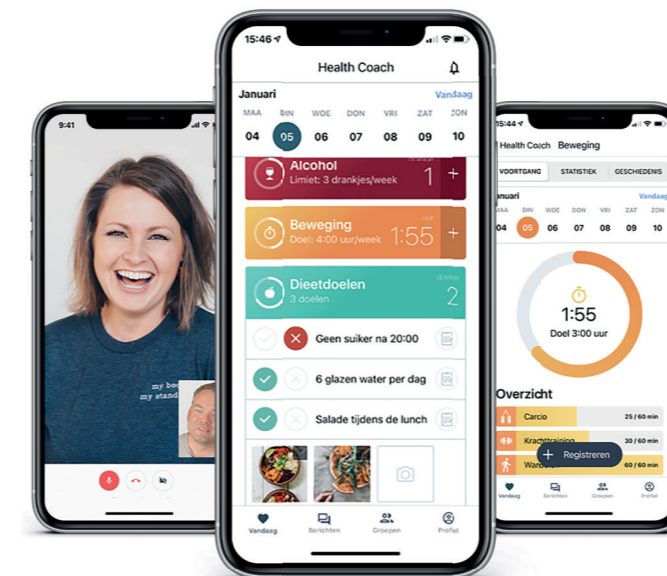 9:41
my stand
15:46
Health Coach
Januari
Vandaag
MAA DIN WOE DON VRI ZAT ZON
04 05 06 07 08 09 10
Alcohol
Limiet: 3 drankjes/week
1 +
uur
Beweging
Doel: 4:00 uur/week
1:55 +
doelen
Dieetdoelen
3 doelen
2
Geen suiker na 20:00
6 glazen water per dag
Salade tijdens de lunch
Vandaag Berichten Groepen Profiel
15:44
Health Coach Beweging
VOORTGANG STATISTIEK GESCHIEDENIS
anuari
Vandaag
MAA DIN WOE DON VRI ZAT ZON
04 05 06 07 08 09 10
1:55
Doel 3:00 uur
Overzicht
Carcio 25 / 60 min
Krachttraining 30 / 60 min
+ Registreren
60 / 60 min
Vandaag Berichten Groepen Profiel